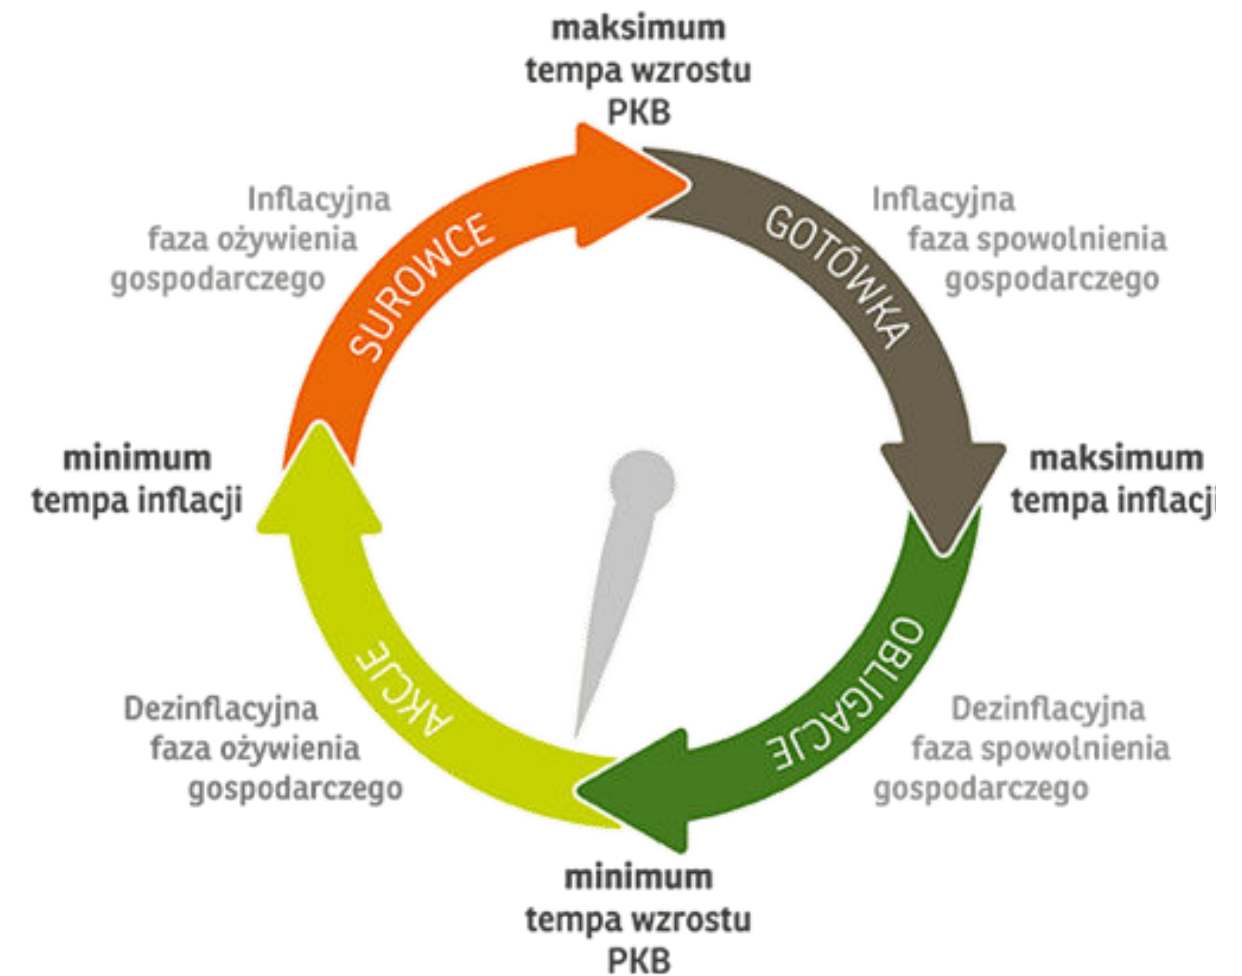 maksimum
tempa wzrostu
PKB
Inflacyjna
faza ożywienia
gospodarczego
SUROWCE
GOTÓWKA
Inflacyjna
faza spowolnienia
gospodarczego
minimum
tempa inflacji
maksimum
tempa inflacji
Dezinflacyjna
faza ożywienia
gospodarczego
AKCJE
OBLIGACJE
Dezinflacyjna
faza spowolnienia
gospodarczego
minimum
tempa wzrostu
PKB